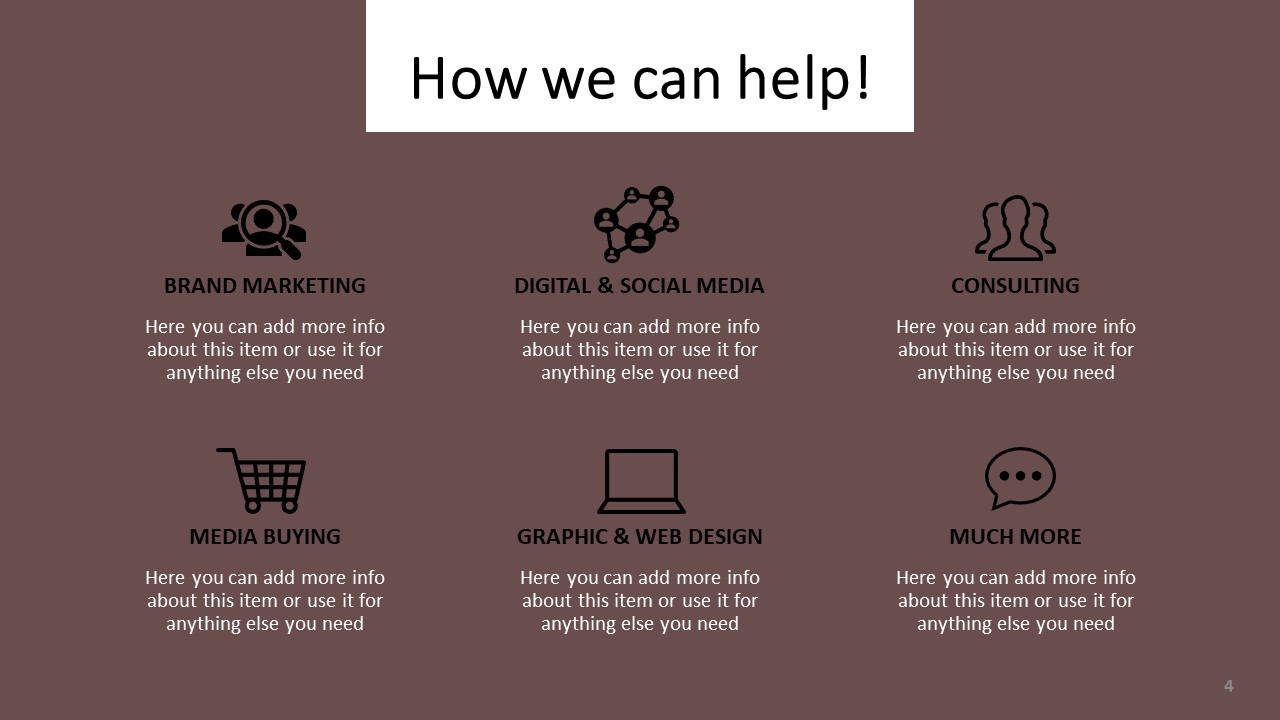 How we can help!
BRAND MARKETING
Here you can add more info
about this item or use it for
anything else you need
DIGITAL & SOCIAL MEDIA
Here you can add more info
about this item or use it for
anything else you need
CONSULTING
Here you can add more info
about this item or use it for
anything else you need
MEDIA BUYING
Here you can add more info
about this item or use it for
anything else you need
GRAPHIC & WEB DESIGN
Here you can add more info
about this item or use it for
anything else you need
MUCH MORE
Here you can add more info
about this item or use it for
anything else you need
4